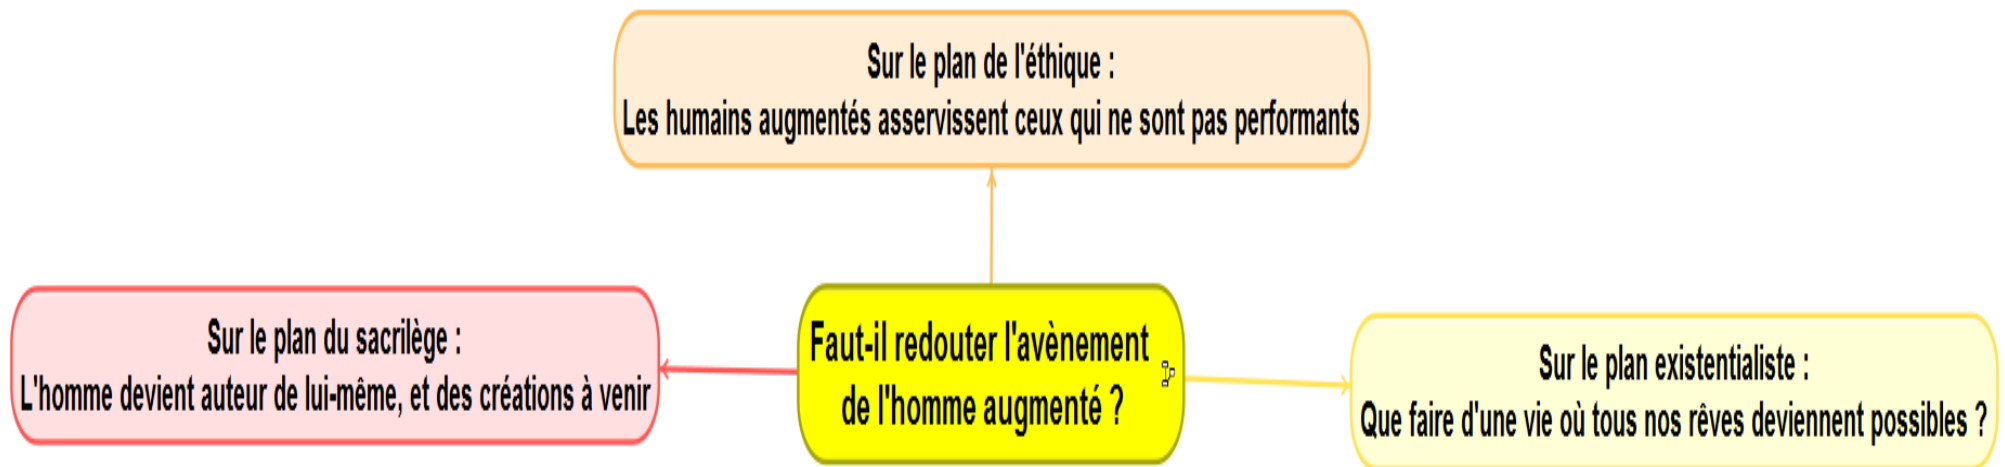 Sur le plan de l'éthique :
Les humains augmentés asservissent ceux qui ne sont pas performants
Sur le plan du sacrilège :
L'homme devient auteur de lui-même, et des créations à venir
Faut-il redouter l'avènement
de l'homme augmenté ?
Sur le plan existentialiste :
Que faire d'une vie où tous nos rêves deviennent possibles ?